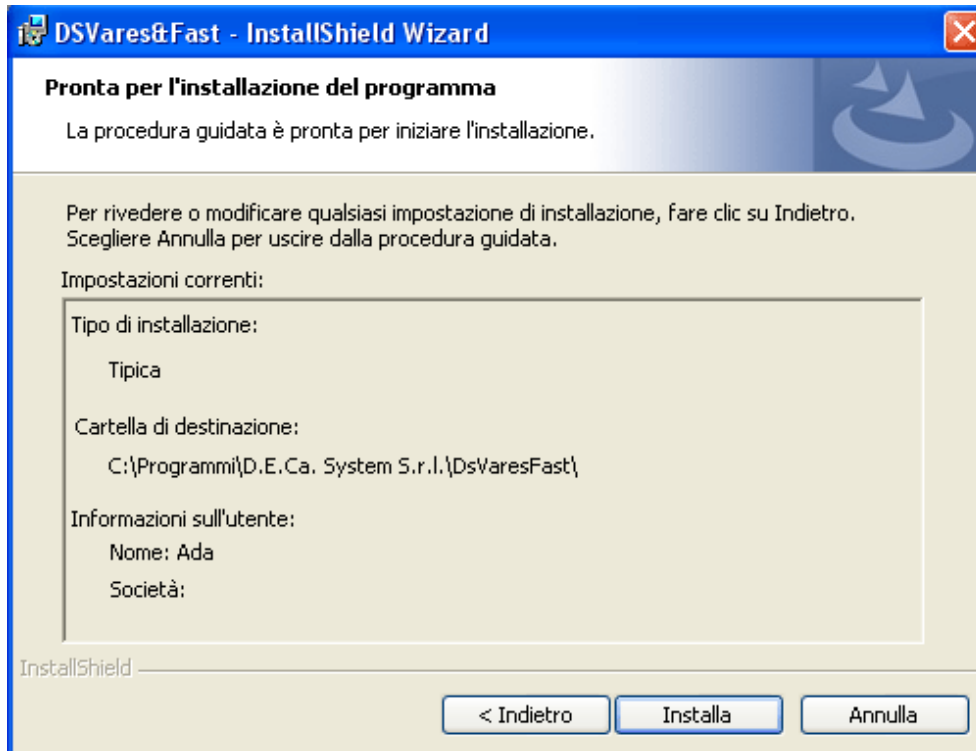 DSVares&Fast - InstallShield Wizard
Pronta per l'installazione del programma
La procedura guidata è pronta per iniziare l'installazione.
Per rivedere o modificare qualsiasi impostazione di installazione, fare clic su Indietro.
Scegliere Annulla per uscire dalla procedura guidata.
Impostazioni correnti:
Tipo di installazione:
Tipica
Cartella di destinazione:
C:\Programmi\D.E.Ca. System S.r.l.\DsVaresFast\
Informazioni sull'utente:
Nome: Ada
Società:
InstallShield
< Indietro
Installa
Annulla